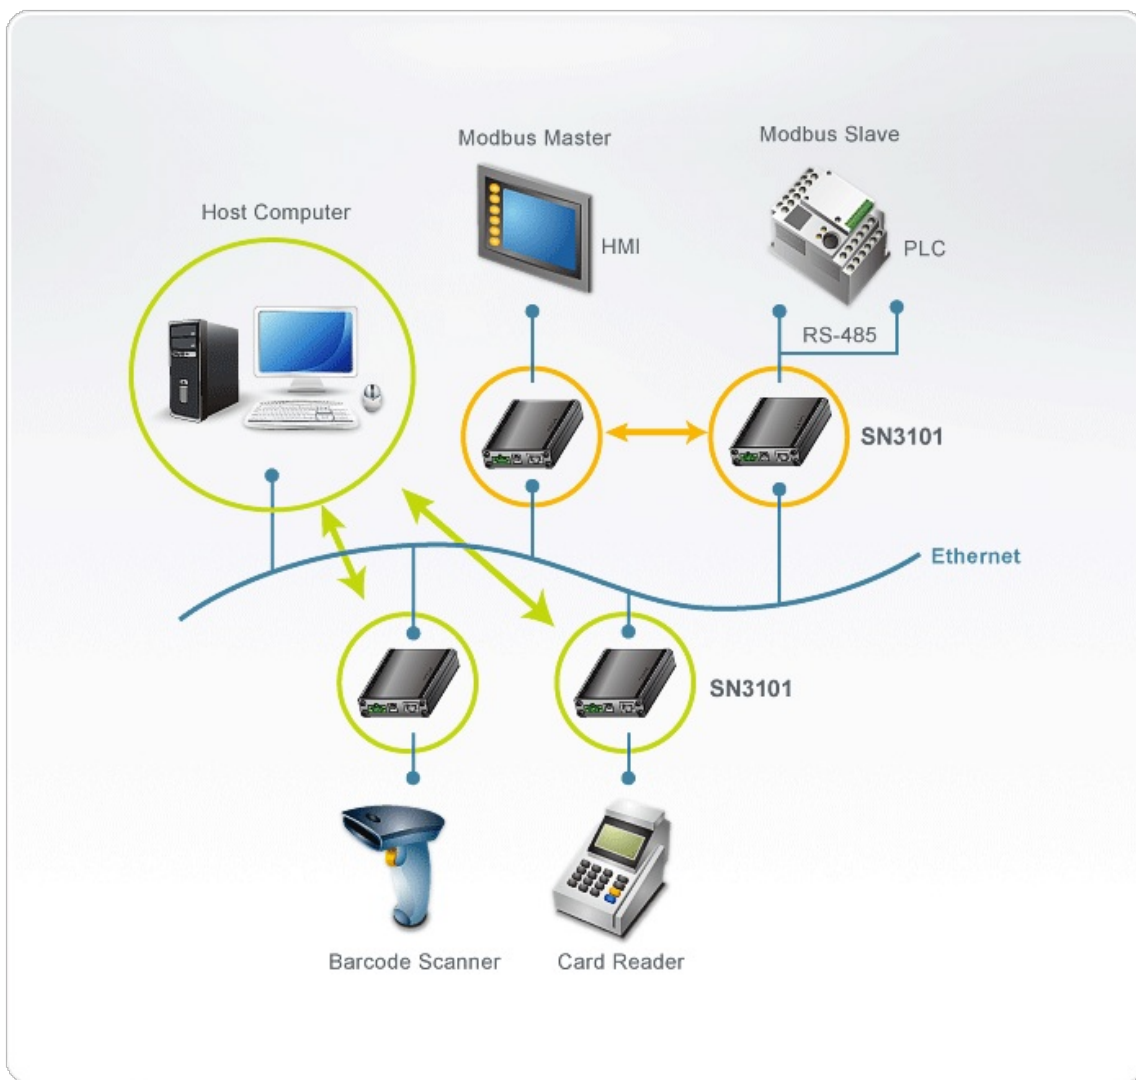 Modbus Master
Modbus Slave
Host Computer
HMI
PLC
RS-485
SN3101
Ethernet
SN3101
Barcode Scanner
Card Reader